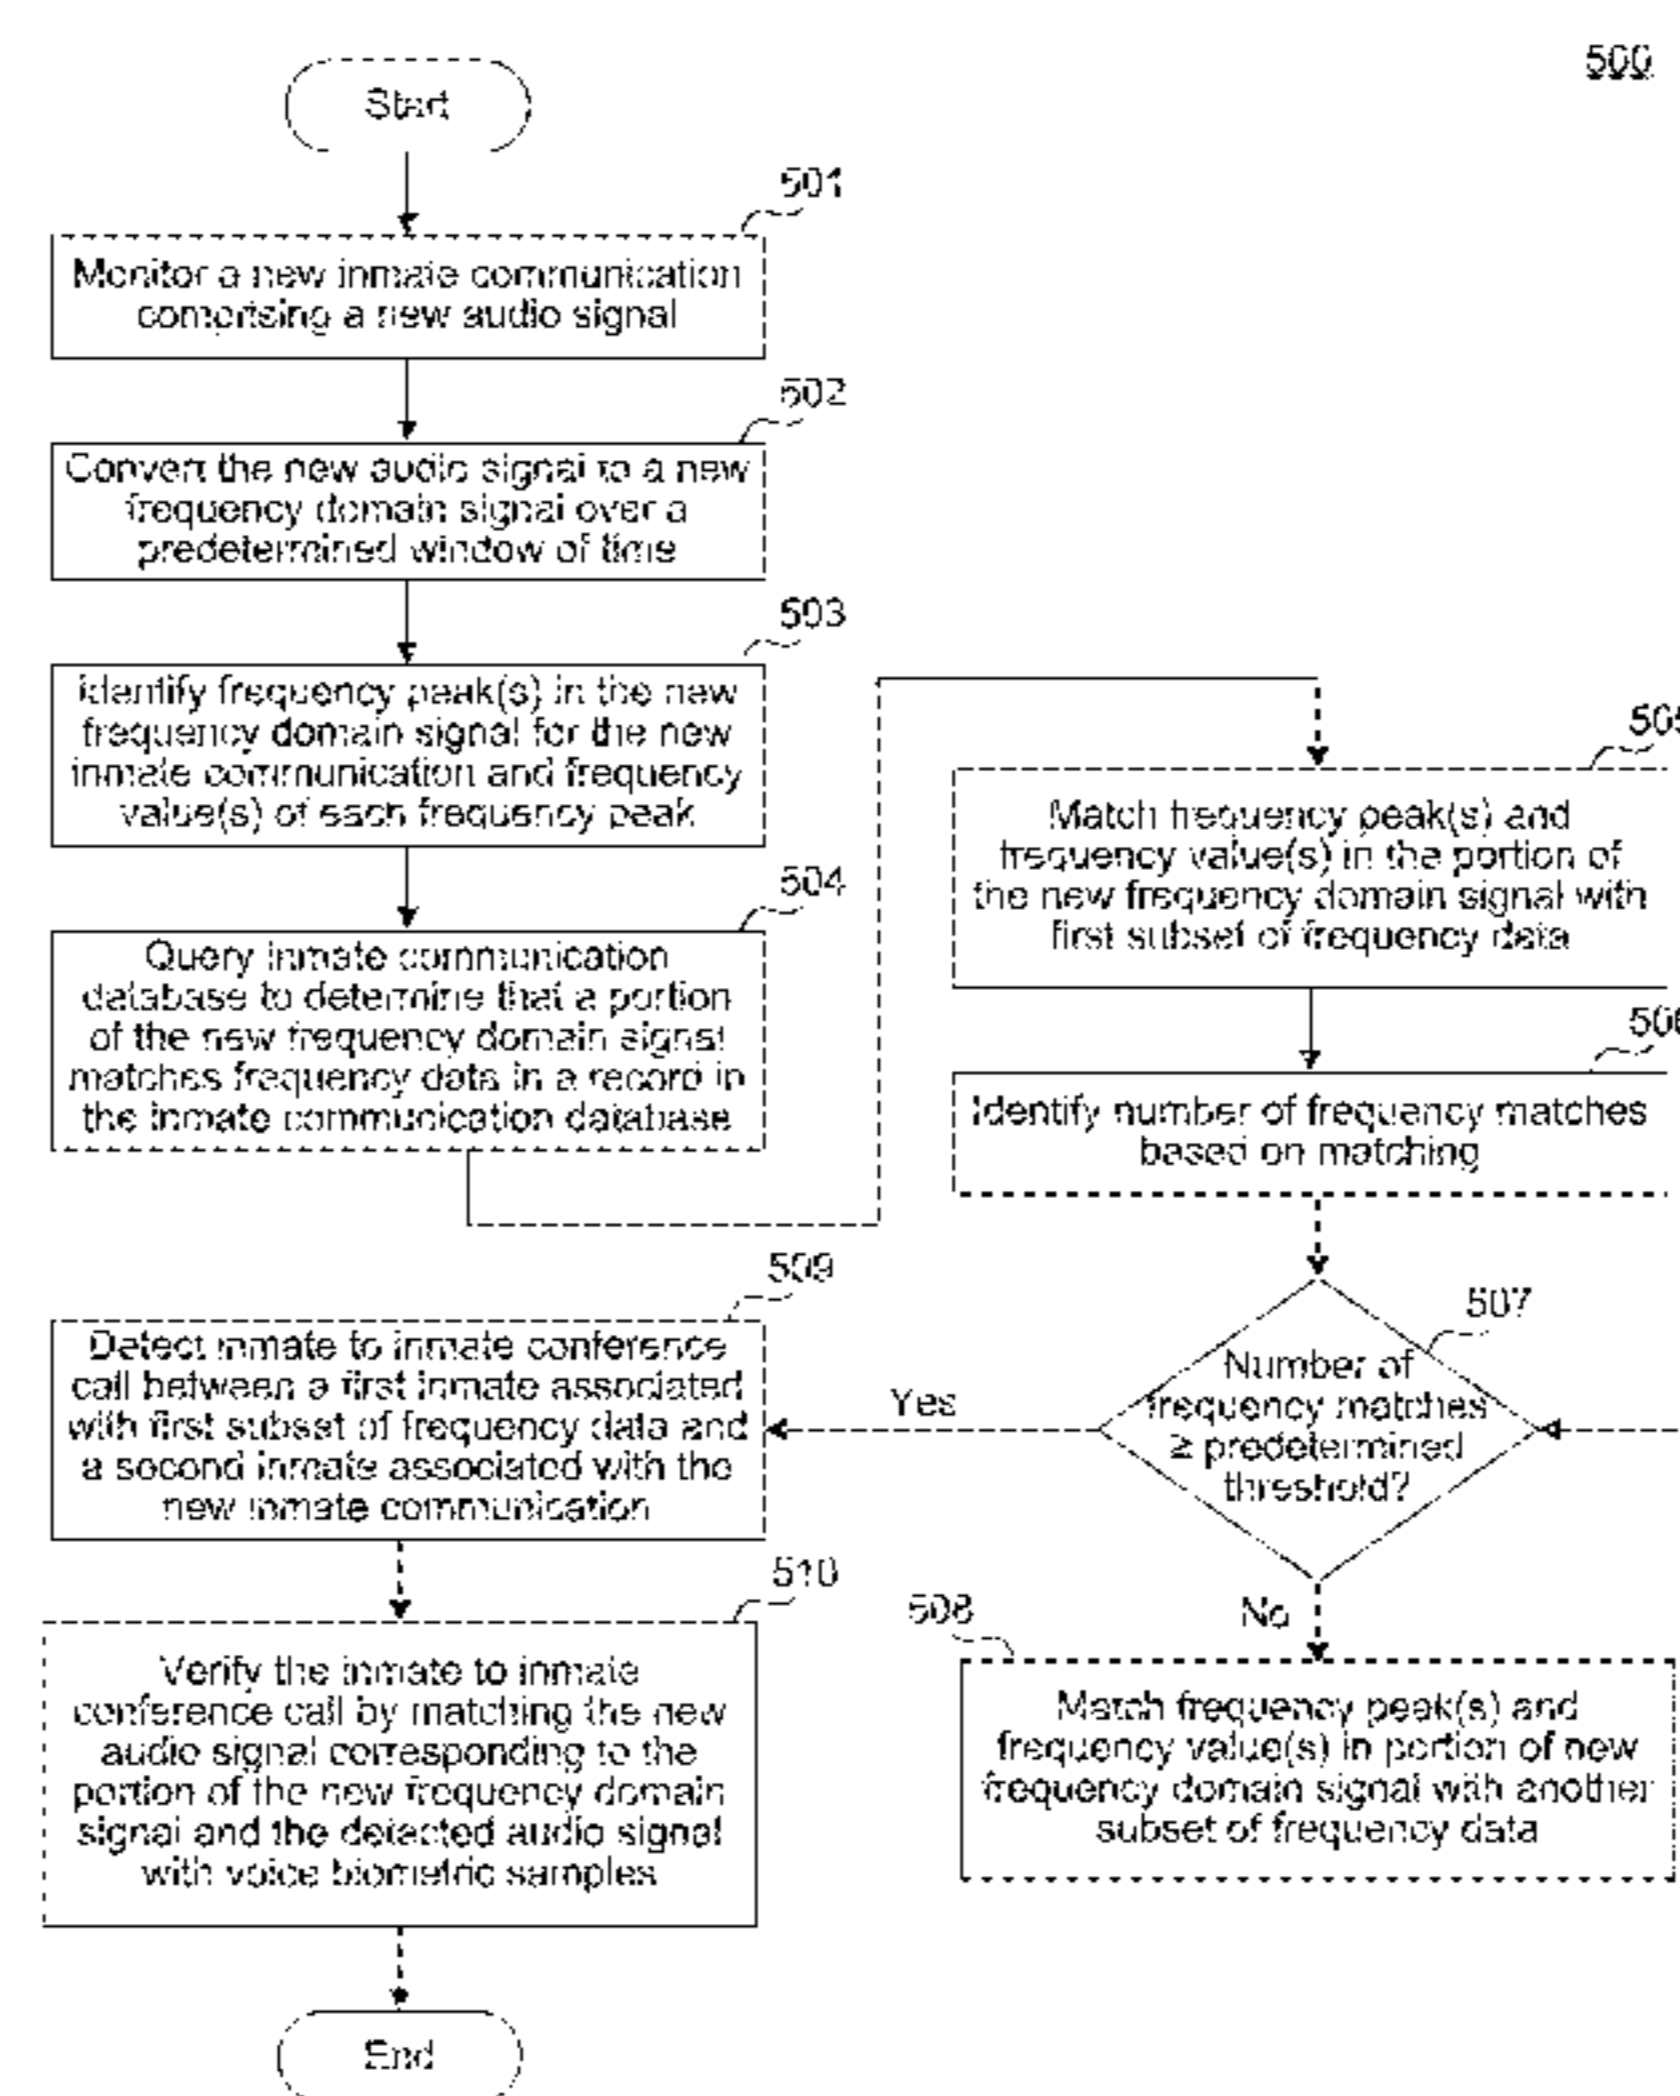 500
Start
501
Monitor a new inmate communication
comprising a new audio signal
502
Convert the new audio signal to a new
frequency domain signal over a
predetermined window of time
503
Identify frequency peak(s) in the new
frequency domain signal for the new
inmate communication and frequency
value(s) of each frequency peak
504
Query inmate communication
database to determine that a portion
of the new frequency domain signal
matches frequency data in a record in
the inmate communication database
505
Match frequency peak(s) and
frequency value(s) in the portion of
the new frequency domain signal with
first subset of frequency data
506
Identify number of frequency matches
based on matching
507
Number of
frequency matches
≥ predetermined
threshold?
Yes
No
508
Match frequency peak(s) and
frequency value(s) in portion of new
frequency domain signal with another
subset of frequency data
509
Detect inmate to inmate conference
call between a first inmate associated
with first subset of frequency data and
a second inmate associated with the
new inmate communication
510
Verify the inmate to inmate
conference call by matching the new
audio signal corresponding to the
portion of the new frequency domain
signal and the detected audio signal
with voice biometric samples
End